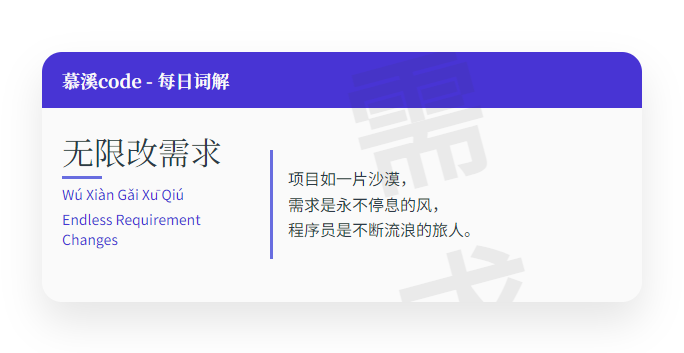 慕溪code - 每日词解
无限改需求
Wú Xiàn Gǎi Xū Qiú
Endless Requirement
Changes
项目如一片沙漠，
需求是永不停息的风，
程序员是不断流浪的旅人。
需
求